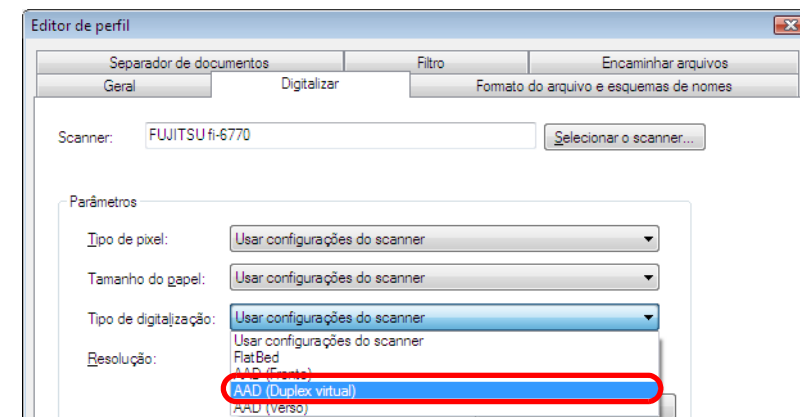 Editor de perfil
Separador de documentos Filtro Encaminhar arquivos
Geral Digitalizar Formato do arquivo e esquemas de nomes
Scanner: FUJITSU fi-6770 Selecionar o scanner...
Parâmetros
Tipo de pixel: Usar configurações do scanner
Tamanho do papel: Usar configurações do scanner
Tipo de digitalização: Usar configurações do scanner
Usar configurações do scanner
Resolução: FlatBed
AAD (Frente)
AAD (Duplex virtual)
AAD (Verso)